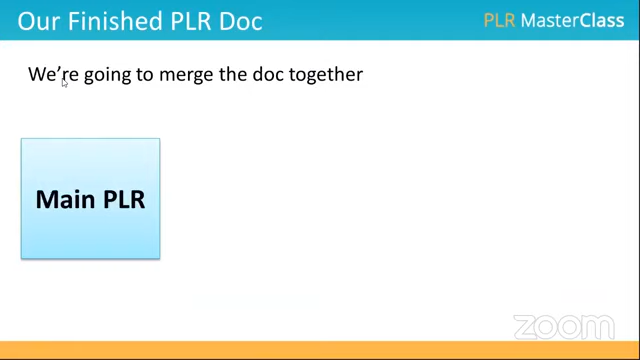 Our Finished PLR Doc
PLR MasterClass
We're going to merge the doc together
Main PLR
zoom